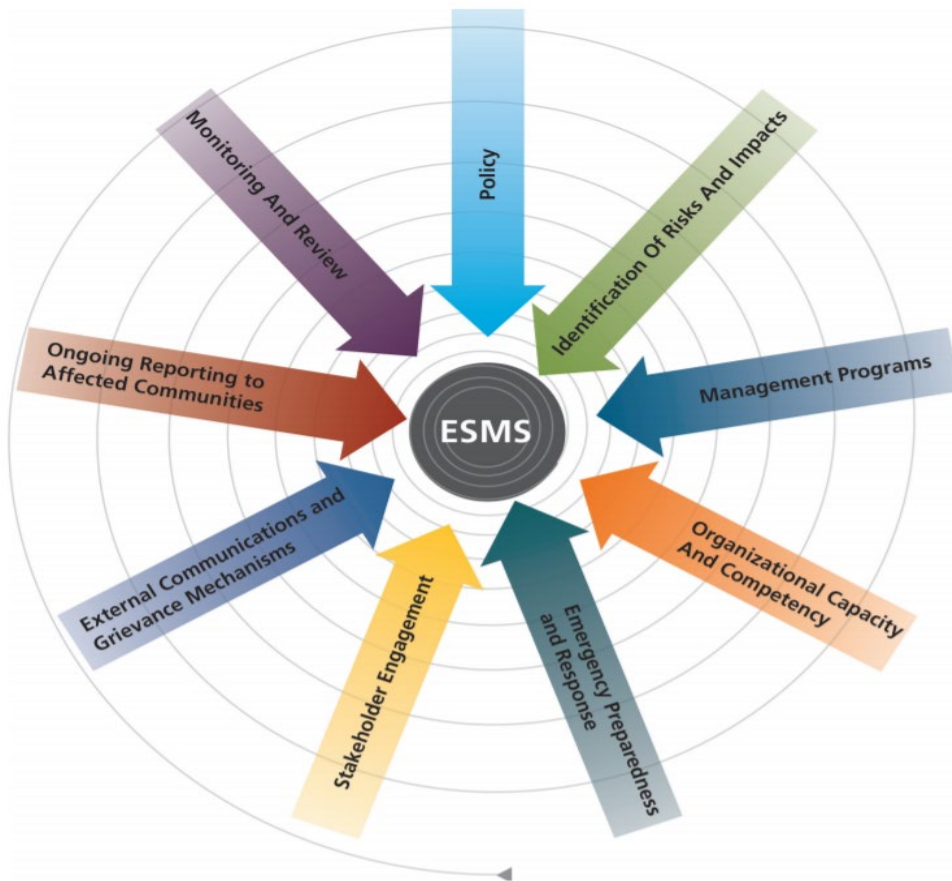 Policy
Identification Of Risks And Impacts
Management Programs
Organizational Capacity
And Competency
Emergency Preparedness
and Response
Stakeholder Engagement
External Communications and
Grievance Mechanisms
Ongoing Reporting to
Affected Communities
Monitoring And Review
ESMS